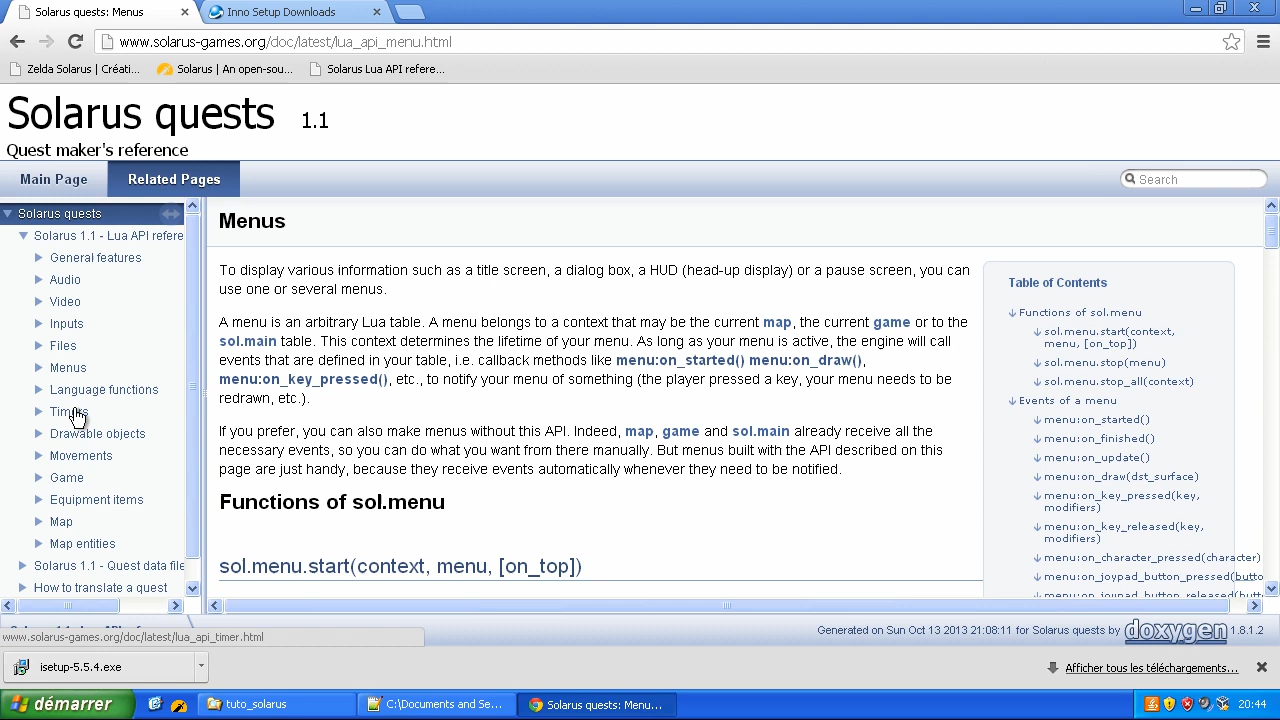 Solarus quests: Menus
Inno Setup Downloads
www.solarus-games.org/doc/latest/lua_api_menu.html
Zelda Solarus | Créati...
Solarus | An open-sou...
Solarus Lua API refere...
Solarus quests 1.1
Quest maker's reference
Main Page
Related Pages
Search
Solarus quests
Solarus 1.1 - Lua API refere
General features
Audio
Video
Inputs
Files
Menus
Language functions
Drawable objects
Movements
Game
Equipment items
Map
Map entities
Solarus 1.1 - Quest data file
How to translate a quest
Menus
To display various information such as a title screen, a dialog box, a HUD (head-up display) or a pause screen, you can
use one or several menus.
A menu is an arbitrary Lua table. A menu belongs to a context that may be the current map, the current game or to the
sol.main table. This context determines the lifetime of your menu. As long as your menu is active, the engine will call
events that are defined in your table, i.e. callback methods like menu:on_started() menu:on_draw(),
menu:on_key_pressed(), etc., to notify your menu of something (the player pressed a key, your menu needs to be
redrawn, etc.).
If you prefer, you can also make menus without this API. Indeed, map, game and sol.main already receive all the
necessary events, so you can do what you want from there manually. But menus built with the API described on this
page are just handy, because they receive events automatically whenever they need to be notified.
Functions of sol.menu
sol.menu.start(context, menu, [on_top])
Table of Contents
Functions of sol.menu
sol.menu.start(context,
menu, [on_top])
sol.menu.stop(menu)
sol.menu.stop_all(context)
Events of a menu
menu:on_started()
menu:on_finished()
menu:on_update()
menu:on_draw(dst_surface)
menu:on_key_pressed(key,
modifiers)
menu:on_key_released(key,
modifiers)
menu:on_character_pressed(character)
menu:on_joypad_button_pressed(butto
menu:on_joypad_button_released(butto
www.solarus-games.org/doc/latest/lua_api_timer.html
Generated on Sun Oct 13 2013 21:08:11 for Solarus quests by doxygen 1.8.1.2
isetup-5.5.4.exe
Afficher tous les téléchargements...
démarrer
tuto_solarus
C:\Documents and Se...
Solarus quests: Menu...
20:44